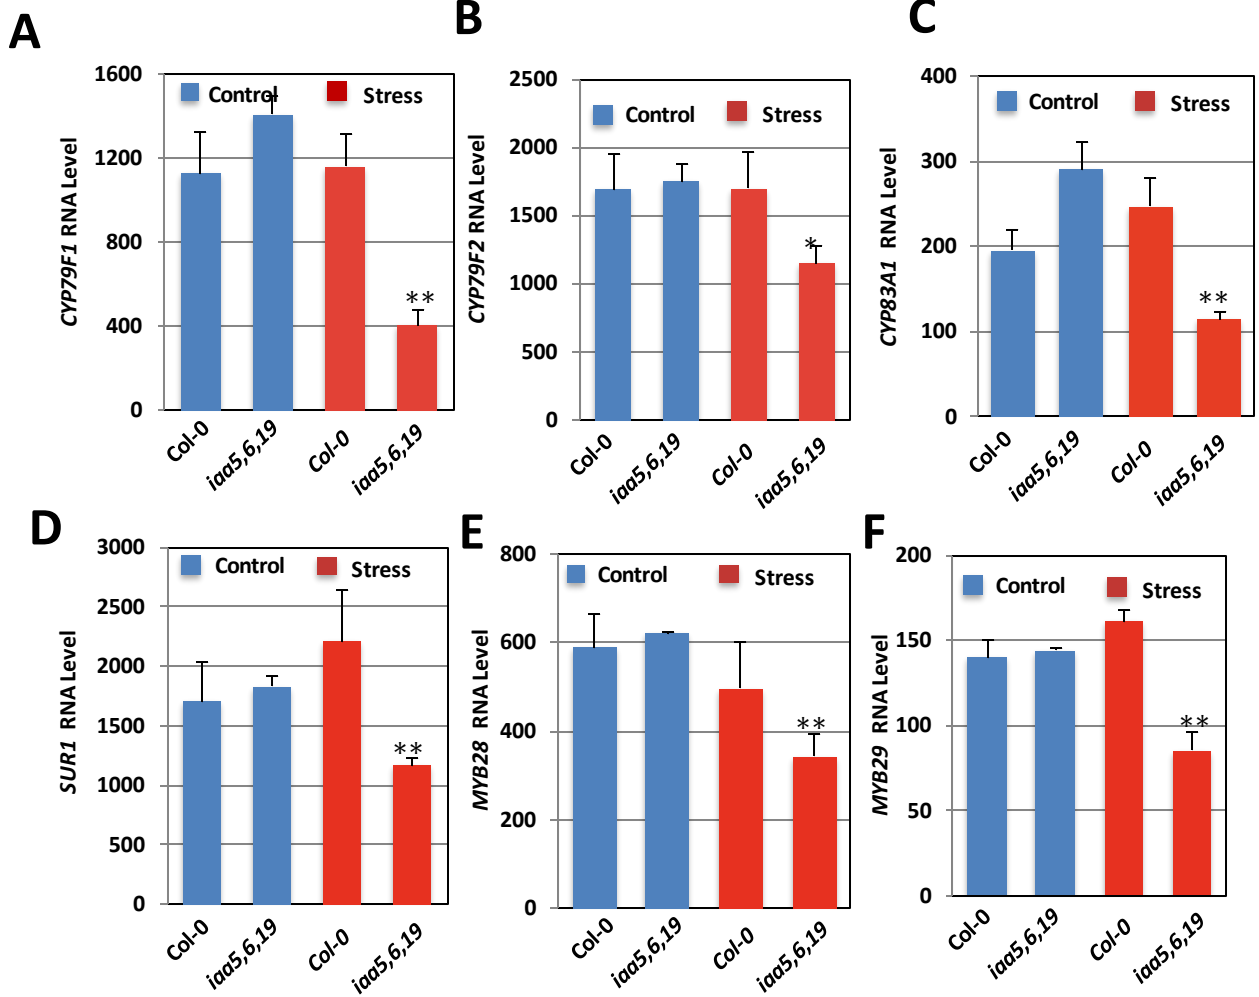 A
CYP79F1 RNA Level
1600
1200
800
400
0
Control
Stress
**
Col-0
iaa5,6,19
Col-0
iaa5,6,19
B
CYP79F2 RNA Level
2500
2000
1500
1000
500
0
Control
Stress
*
Col-0
iaa5,6,19
Col-0
iaa5,6,19
C
CYP83A1 RNA Level
400
300
200
100
0
Control
Stress
**
Col-0
iaa5,6,19
Col-0
iaa5,6,19
D
SUR1 RNA Level
3000
2500
2000
1500
1000
500
0
Control
Stress
**
Col-0
iaa5,6,19
Col-0
iaa5,6,19
E
MYB28 RNA Level
800
600
400
200
0
Control
Stress
**
Col-0
iaa5,6,19
Col-0
iaa5,6,19
F
MYB29 RNA Level
200
150
100
50
0
Control
Stress
**
Col-0
iaa5,6,19
Col-0
iaa5,6,19